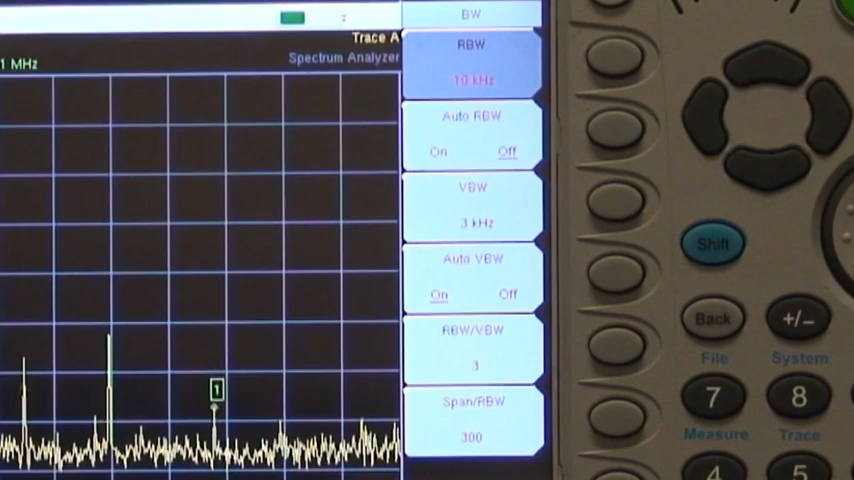 BW
Trace A
Spectrum Analyzer
1 MHz
RBW
10 kHz
Auto RBW
On Off
VBW
3 kHz
Auto VBW
On Off
RBW/VBW
3
Span/RBW
300
1
Shift
Back
+/-
File
System
7
8
Measure
Trace
4
5